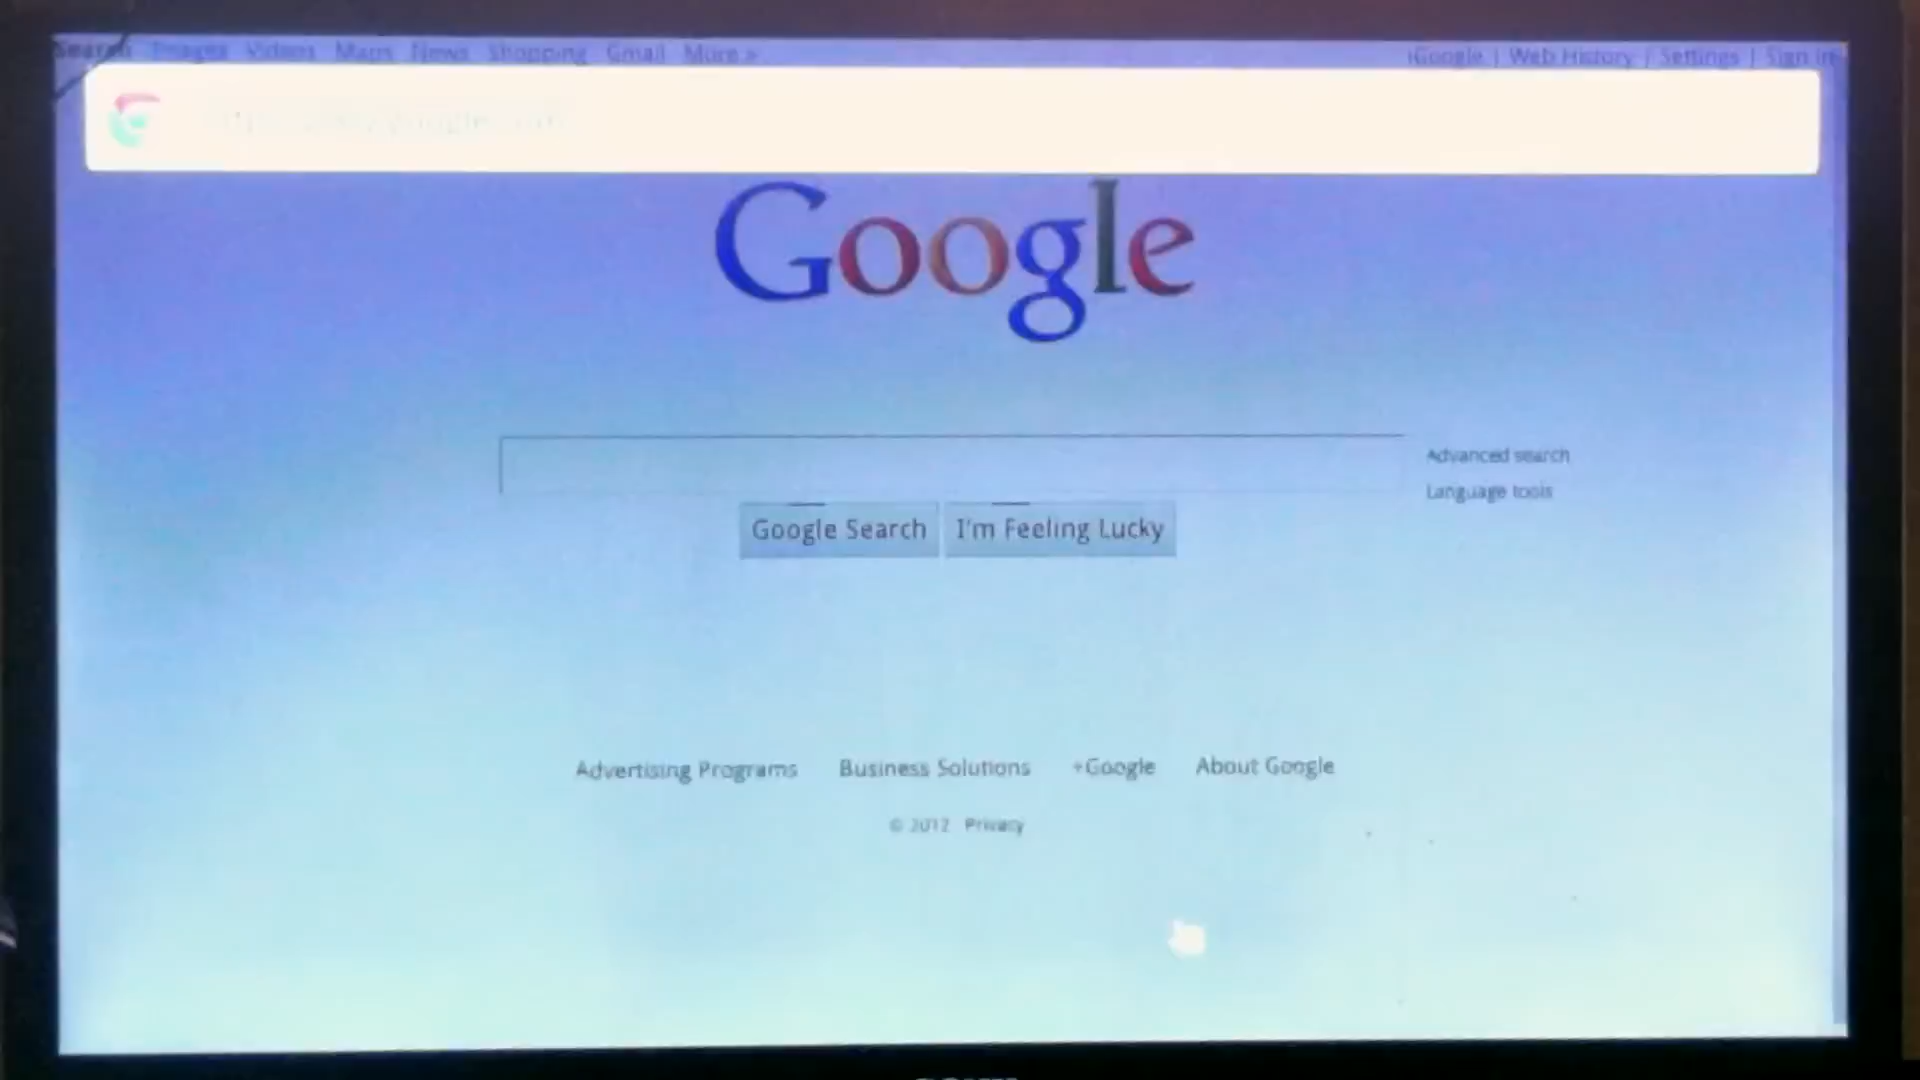 Search Images Videos Maps News Shopping Gmail More »
iGoogle | Web History | Settings | Sign in
Google
Advanced search
Language tools
Google Search I'm Feeling Lucky
Advertising Programs Business Solutions +Google About Google
© 2012 Privacy